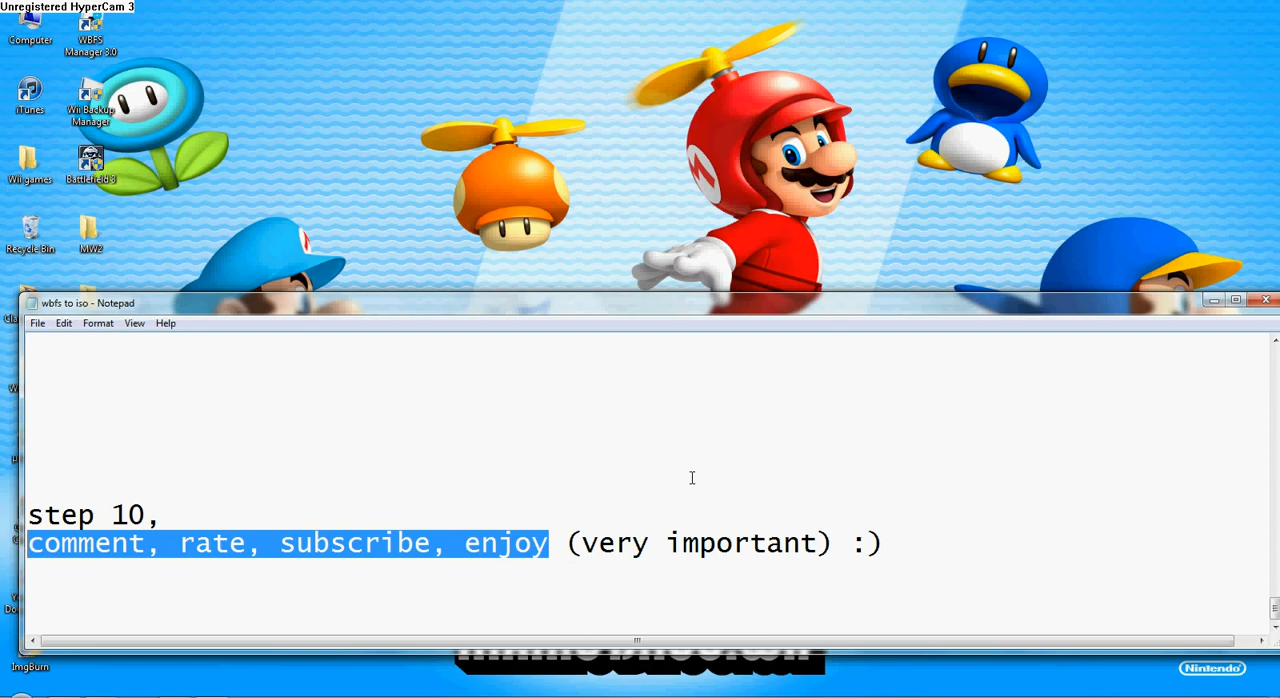 Unregistered HyperCam 3
Computer
WBFS
Manager 3.0
iTunes
Wii Backup
Manager
Wii games
Battlefield 3
Recycle Bin
MW2
wbfs to iso - Notepad
File Edit Format View Help
step 10,
comment, rate, subscribe, enjoy (very important) :)
ImgBurn
Nintendo